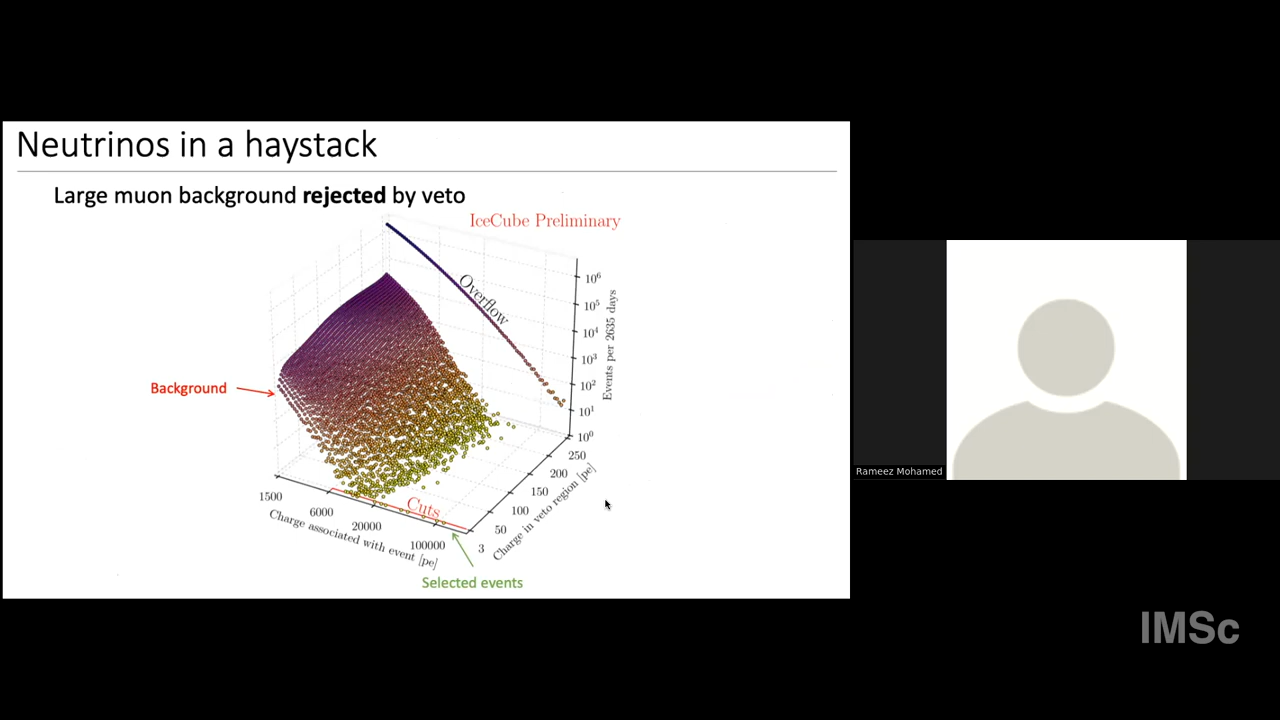 Neutrinos in a haystack
Large muon background rejected by veto
IceCube Preliminary
Overflow
10⁶
10⁵
10⁴
10³
10²
10¹
10⁰
Events per 2635 days
Background
250
200
150
100
50
3
Charge in veto region [pe]
1500
6000
20000
100000
Charge associated with event [pe]
Cuts
Selected events
Rameez Mohamed
IMSc